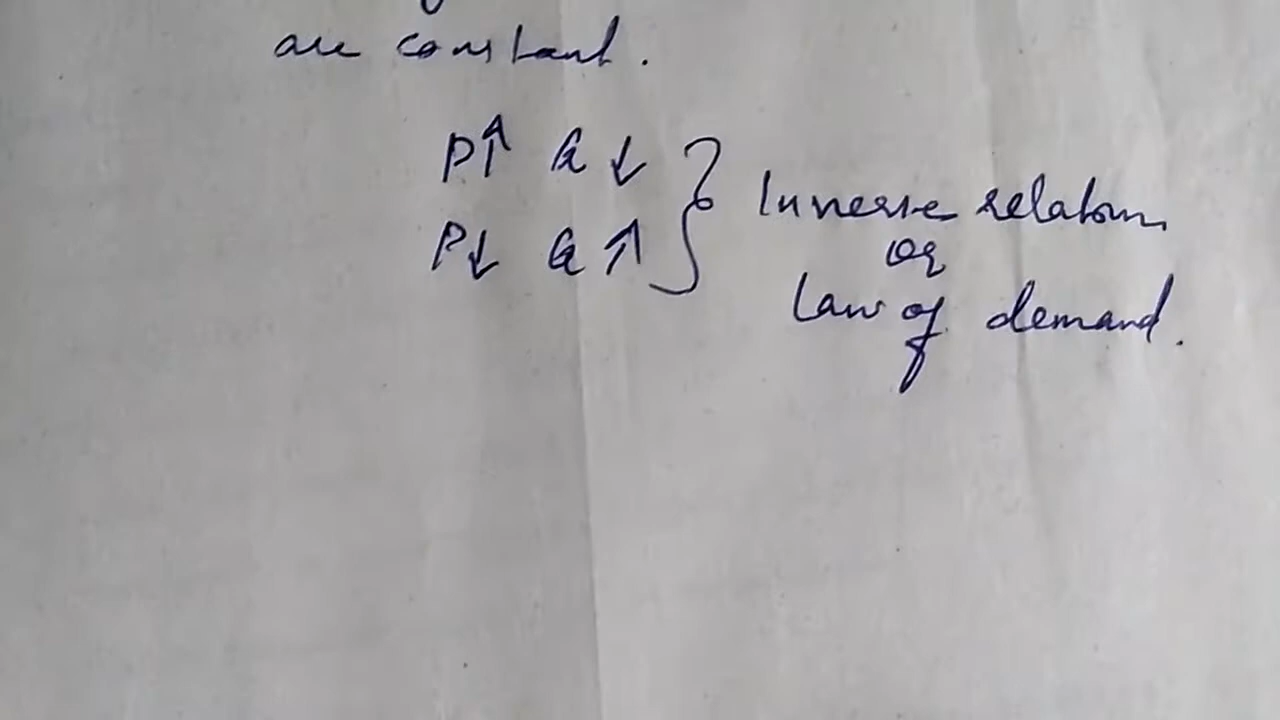 are constant.
P↑ Q ↓
P↓ Q ↑
Inverse relation
or
Law of demand.